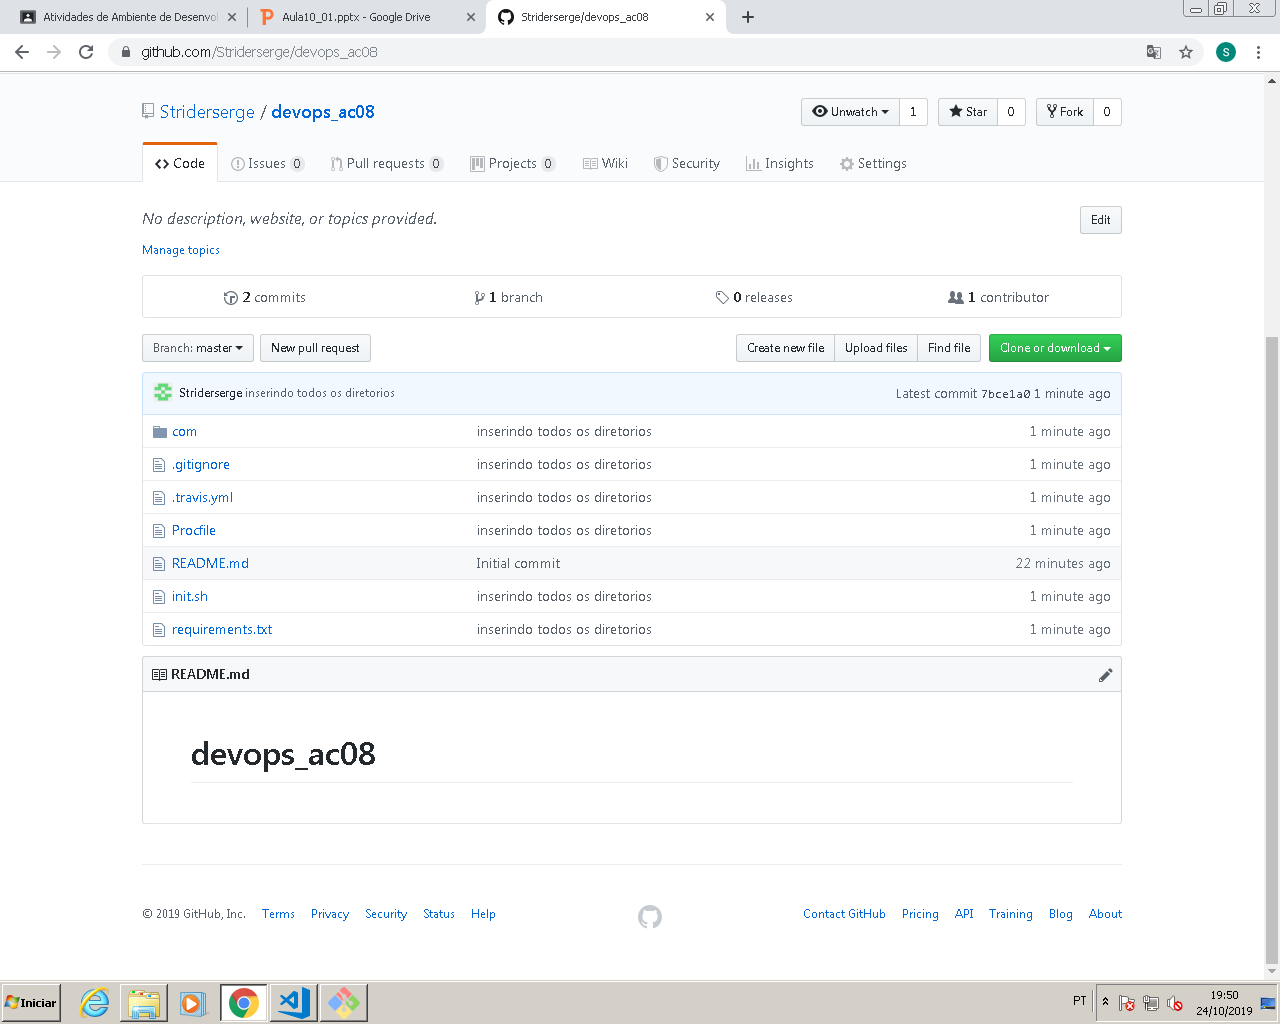 Atividades de Ambiente de Desenvol
Aula10_01.pptx - Google Drive
Striderserge/devops_ac08
github.com/Striderserge/devops_ac08
S
Striderserge / devops_ac08
Unwatch 1
Star 0
Fork 0
Code
Issues 0
Pull requests 0
Projects 0
Wiki
Security
Insights
Settings
No description, website, or topics provided.
Edit
Manage topics
2 commits
1 branch
0 releases
1 contributor
Branch: master
New pull request
Create new file
Upload files
Find file
Clone or download
Striderserge inserindo todos os diretorios
Latest commit 7bce1a0 1 minute ago
com inserindo todos os diretorios 1 minute ago
.gitignore inserindo todos os diretorios 1 minute ago
.travis.yml inserindo todos os diretorios 1 minute ago
Procfile inserindo todos os diretorios 1 minute ago
README.md Initial commit 22 minutes ago
init.sh inserindo todos os diretorios 1 minute ago
requirements.txt inserindo todos os diretorios 1 minute ago
README.md
devops_ac08
© 2019 GitHub, Inc. Terms Privacy Security Status Help
Contact GitHub Pricing API Training Blog About
Iniciar
PT
19:50
24/10/2019